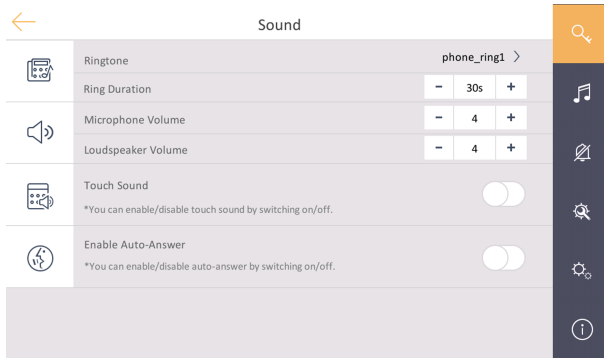 Sound
Ringtone
phone_ring1 >
Ring Duration
- 30s +
Microphone Volume
- 4 +
Loudspeaker Volume
- 4 +
Touch Sound
*You can enable/disable touch sound by switching on/off.
Enable Auto-Answer
*You can enable/disable auto-answer by switching on/off.